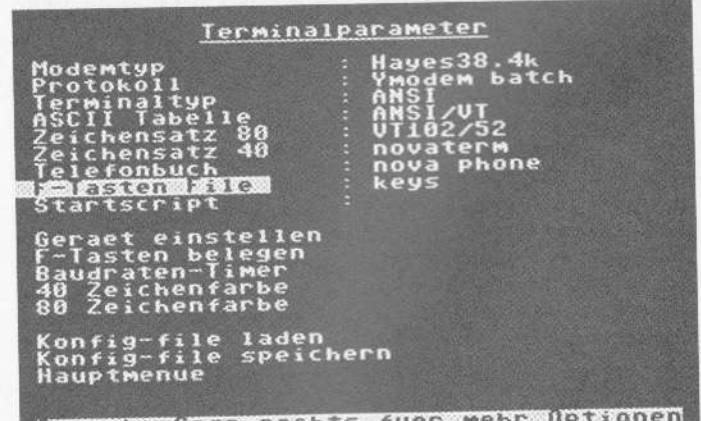 Terminalparameter
Modemtyp : Hayes38.4k
Protokoll : Ymodem batch
Terminaltyp : ANSI
ASCII Tabelle : ANSI/VT
Zeichensatz 80 : VT102/52
Zeichensatz 40 : novaterm
Telefonbuch : nova phone
F-Tasten File : keys
Startscript :
Geraet einstellen
F-Tasten belegen
Baudraten-Timer
40 Zeichenfarbe
80 Zeichenfarbe
Konfig-file laden
Konfig-file speichern
Hauptmenue
rechts fuer mehr Optionen